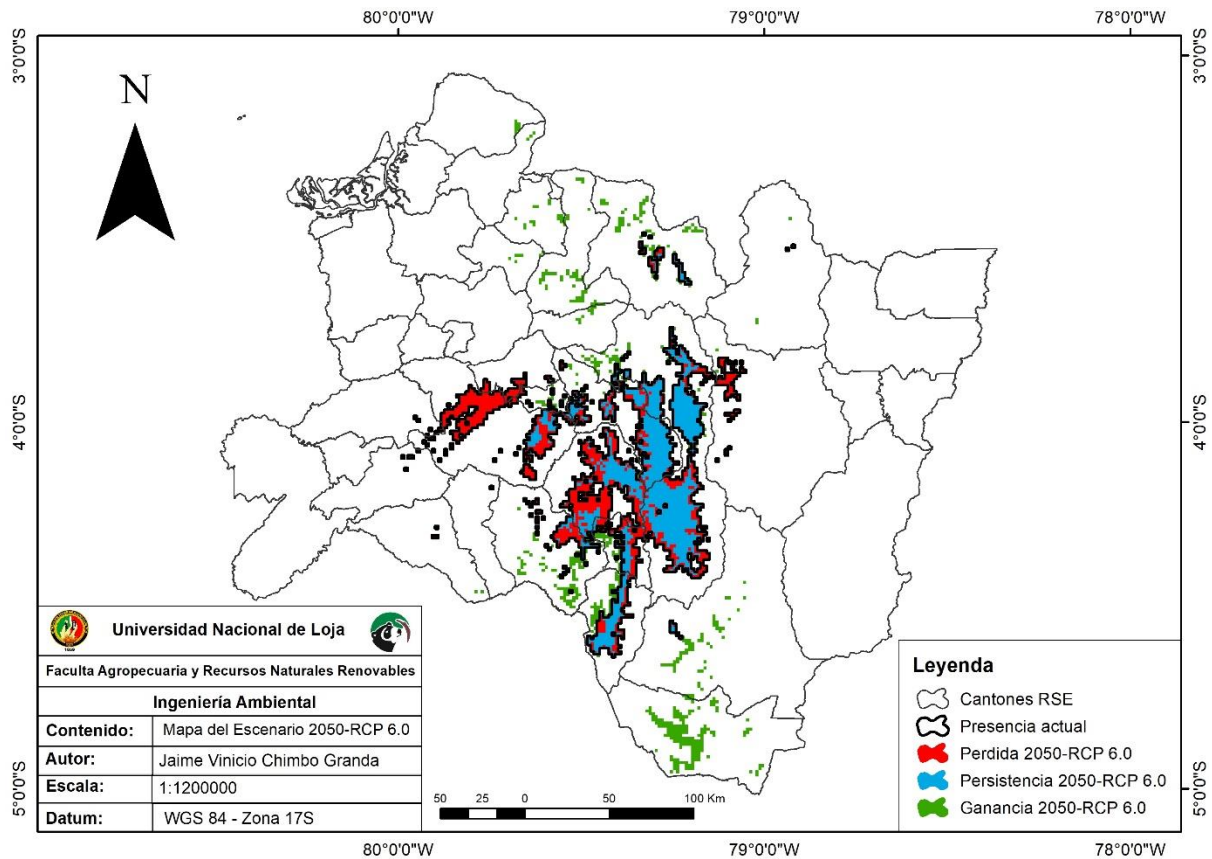 80°0'0"W 79°0'0"W 78°0'0"W
3°0'0"S 3°0'0"S
N
4°0'0"S 4°0'0"S
Universidad Nacional de Loja
Faculta Agropecuaria y Recursos Naturales Renovables
Ingeniería Ambiental
Contenido: Mapa del Escenario 2050-RCP 6.0
Autor: Jaime Vinicio Chimbo Granda
Escala: 1:1200000
Datum: WGS 84 - Zona 17S
50 25 0 50 100 Km
Leyenda
Cantones RSE
Presencia actual
Perdida 2050-RCP 6.0
Persistencia 2050-RCP 6.0
Ganancia 2050-RCP 6.0
5°0'0"S 5°0'0"S
80°0'0"W 79°0'0"W 78°0'0"W